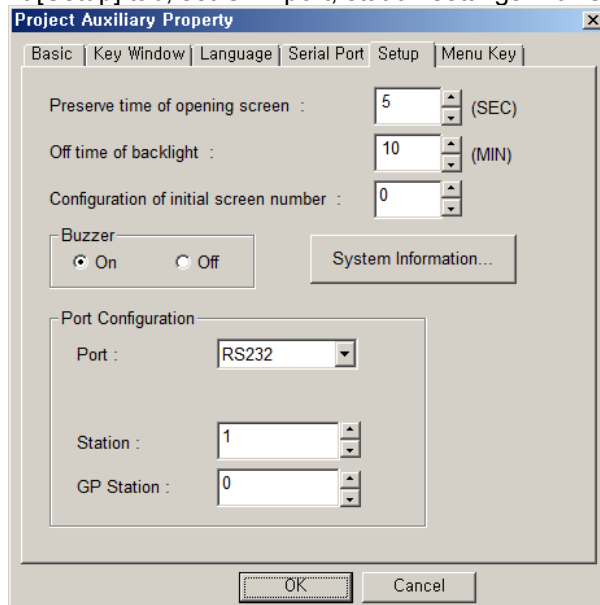 Project Auxiliary Property
Basic Key Window Language Serial Port Setup Menu Key
Preserve time of opening screen : 5 (SEC)
Off time of backlight : 10 (MIN)
Configuration of initial screen number : 0
Buzzer
On Off
System Information...
Port Configuration
Port : RS232
Station : 1
GP Station : 0
OK Cancel